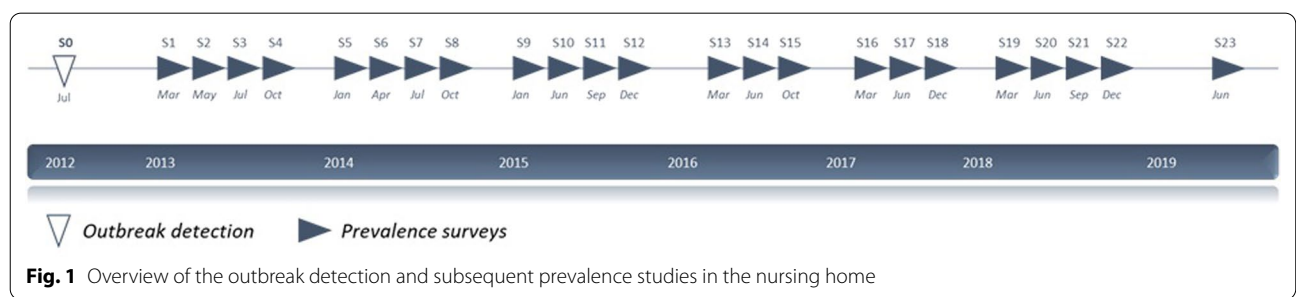 S0 S1 S2 S3 S4 S5 S6 S7 S8 S9 S10 S11 S12 S13 S14 S15 S16 S17 S18 S19 S20 S21 S22 S23
Jul Mar May Jul Oct Jan Apr Jul Oct Jan Jun Sep Dec Mar Jun Oct Mar Jun Dec Mar Jun Sep Dec Jun
2012 2013 2014 2015 2016 2017 2018 2019
Outbreak detection Prevalence surveys
Fig. 1 Overview of the outbreak detection and subsequent prevalence studies in the nursing home